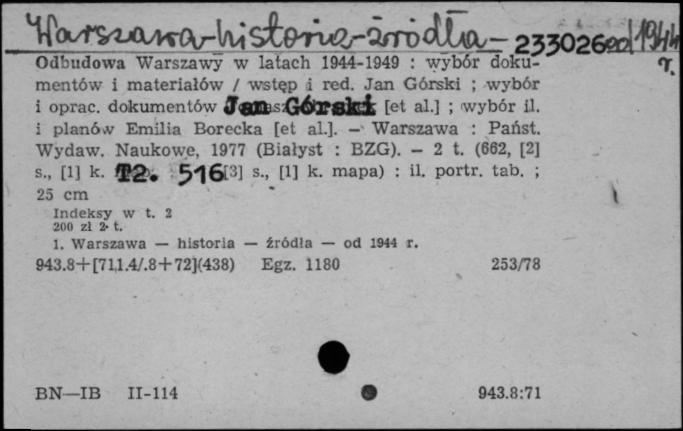 Warszawa-historia-źródła- 233026 od 1944 r.
Odbudowa Warszawy w latach 1944-1949 : wybór doku-
mentów i materiałów / wstęp i red. Jan Górski ; wybór
i oprac. dokumentów Jan Górski [et al.] ; wybór il.
i planów Emilia Borecka [et al.]. — Warszawa : Państ.
Wydaw. Naukowe, 1977 (Białyst : BZG). — 2 t. (662, [2]
s., [1] k. T2. 516 [3] s., [1] k. mapa) : il. portr. tab. ;
25 cm
Indeksy w t. 2
200 zł 2 t.
1. Warszawa — historia — źródła — od 1944 r.
943.8+[711.4/.8+72](438) Egz. 1180 253/78
BN—IB II-114 943.8:71